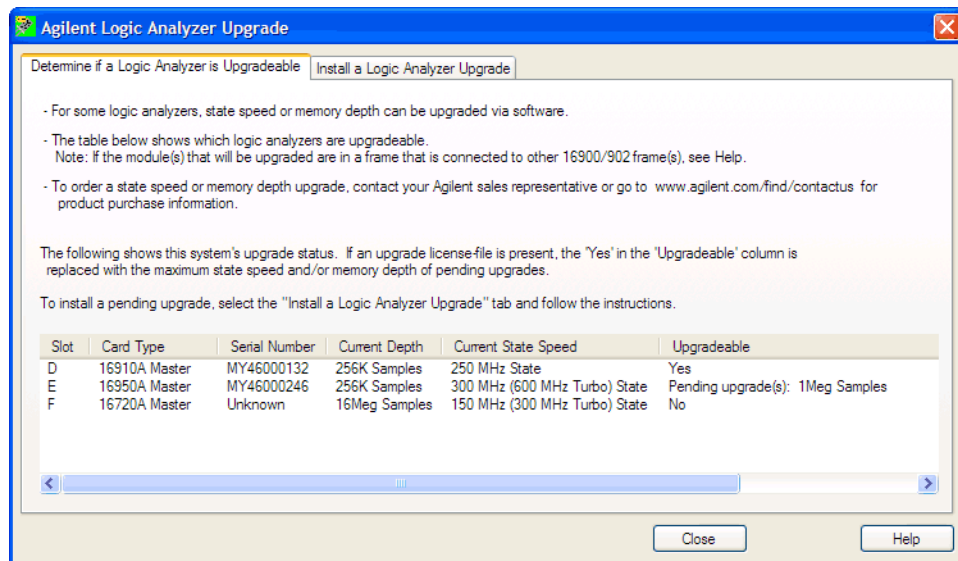 Agilent Logic Analyzer Upgrade
Determine if a Logic Analyzer is Upgradeable Install a Logic Analyzer Upgrade
- For some logic analyzers, state speed or memory depth can be upgraded via software.
- The table below shows which logic analyzers are upgradeable.
Note: If the module(s) that will be upgraded are in a frame that is connected to other 16900/902 frame(s), see Help.
- To order a state speed or memory depth upgrade, contact your Agilent sales representative or go to www.agilent.com/find/contactus for
product purchase information.
The following shows this system's upgrade status. If an upgrade license-file is present, the 'Yes' in the 'Upgradeable' column is
replaced with the maximum state speed and/or memory depth of pending upgrades.
To install a pending upgrade, select the "Install a Logic Analyzer Upgrade" tab and follow the instructions.
Slot Card Type Serial Number Current Depth Current State Speed Upgradeable
D 16910A Master MY46000132 256K Samples 250 MHz State Yes
E 16950A Master MY46000246 256K Samples 300 MHz (600 MHz Turbo) State Pending upgrade(s): 1Meg Samples
F 16720A Master Unknown 16Meg Samples 150 MHz (300 MHz Turbo) State No
Close Help